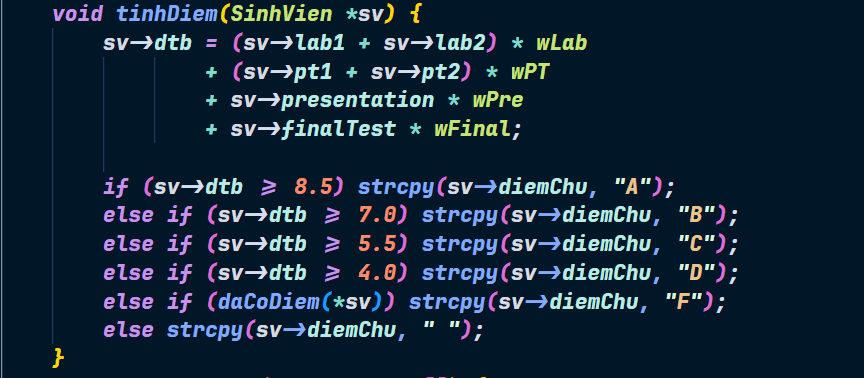 void tinhDiem(SinhVien *sv) {
sv->dtb = (sv->lab1 + sv->lab2) * wLab
+ (sv->pt1 + sv->pt2) * wPT
+ sv->presentation * wPre
+ sv->finalTest * wFinal;
if (sv->dtb >= 8.5) strcpy(sv->diemChu, "A");
else if (sv->dtb >= 7.0) strcpy(sv->diemChu, "B");
else if (sv->dtb >= 5.5) strcpy(sv->diemChu, "C");
else if (sv->dtb >= 4.0) strcpy(sv->diemChu, "D");
else if (daCoDiem(*sv)) strcpy(sv->diemChu, "F");
else strcpy(sv->diemChu, " ");
}